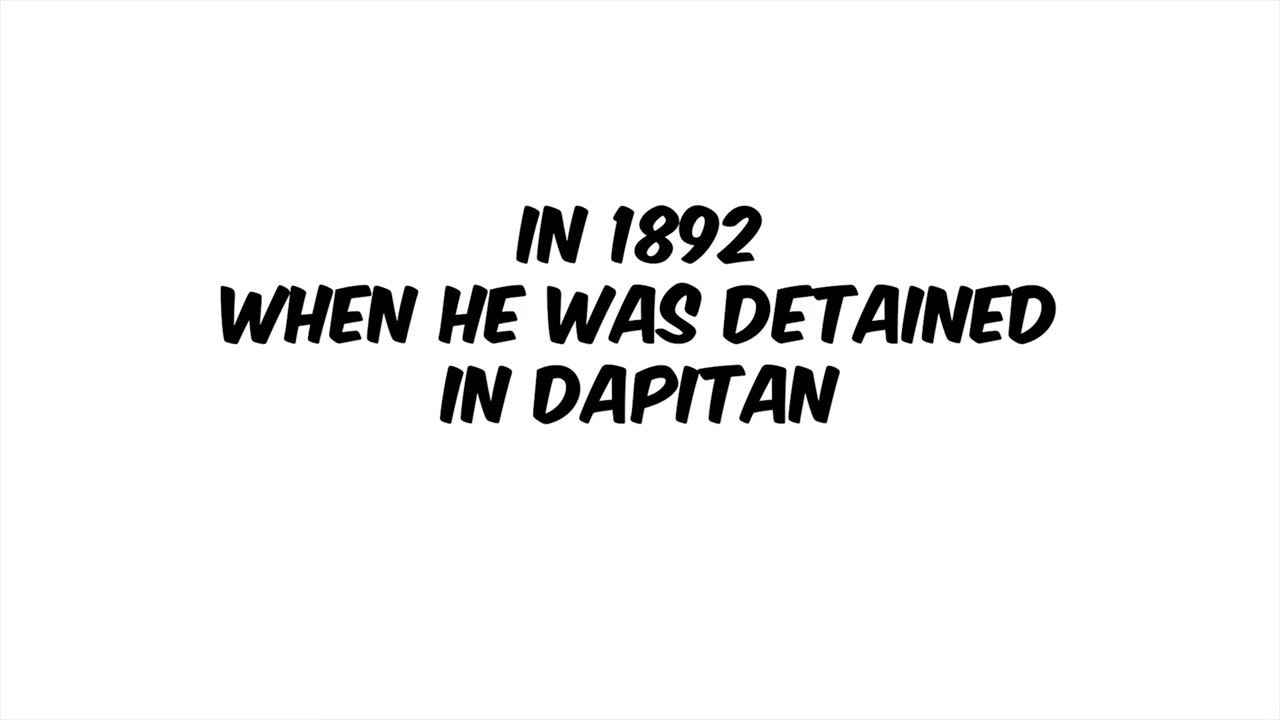 IN 1892
WHEN HE WAS DETAINED
IN DAPITAN